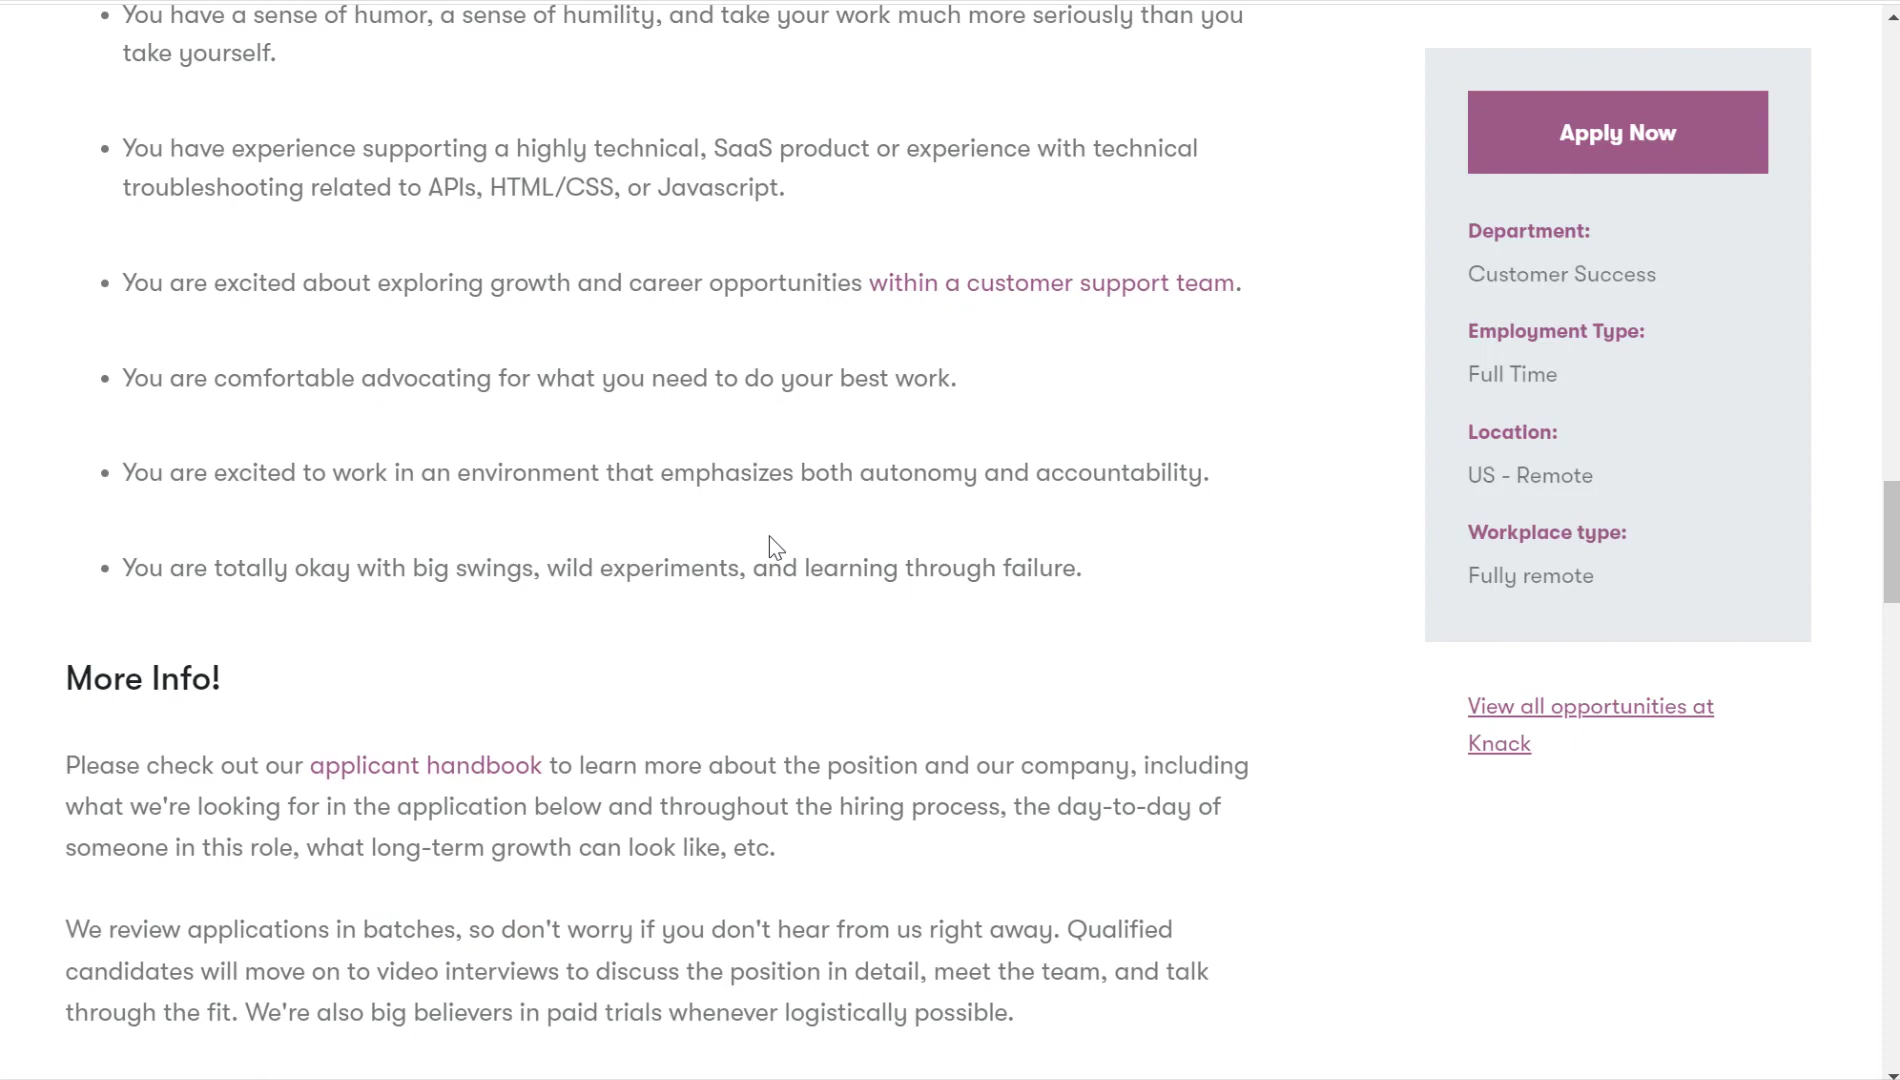 You have a sense of humor, a sense of humility, and take your work much more seriously than you
take yourself.
You have experience supporting a highly technical, SaaS product or experience with technical
troubleshooting related to APIs, HTML/CSS, or Javascript.
You are excited about exploring growth and career opportunities within a customer support team.
You are comfortable advocating for what you need to do your best work.
You are excited to work in an environment that emphasizes both autonomy and accountability.
You are totally okay with big swings, wild experiments, and learning through failure.
More Info!
Please check out our applicant handbook to learn more about the position and our company, including
what we're looking for in the application below and throughout the hiring process, the day-to-day of
someone in this role, what long-term growth can look like, etc.
We review applications in batches, so don't worry if you don't hear from us right away. Qualified
candidates will move on to video interviews to discuss the position in detail, meet the team, and talk
through the fit. We're also big believers in paid trials whenever logistically possible.
Apply Now
Department:
Customer Success
Employment Type:
Full Time
Location:
US - Remote
Workplace type:
Fully remote
View all opportunities at
Knack